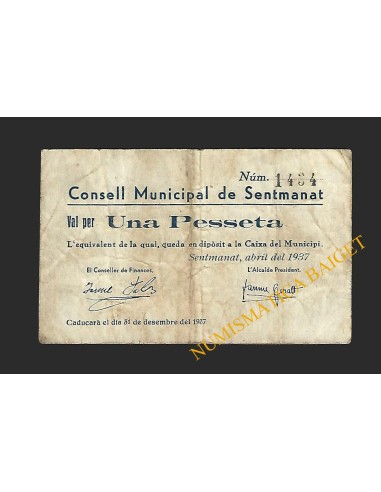 Núm. 1484
Consell Municipal de Sentmanat
Val per Una Pesseta
L'equivalent de la qual, queda en dipòsit a la Caixa del Municipi.
Sentmanat, abril del 1937
El Conseller de Finances, L'Alcalde President,
Caducarà el dia 31 de desembre del 1937
NUMISMATICA BAIGET